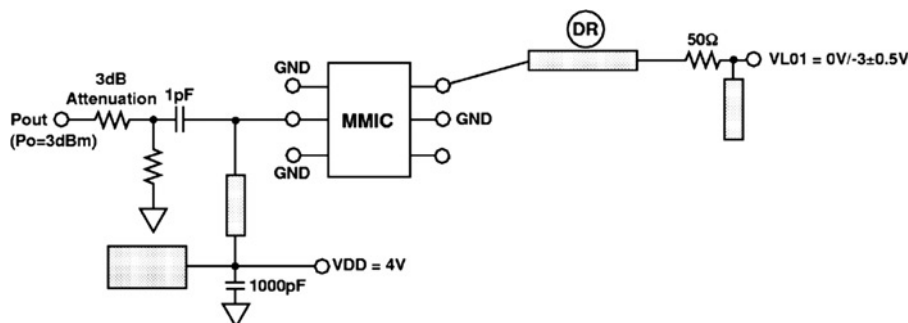 DR
50Ω
VL01 = 0V/-3±0.5V
GND
3dB
Attenuation
1pF
Pout
(Po=3dBm)
MMIC
GND
GND
VDD = 4V
1000pF